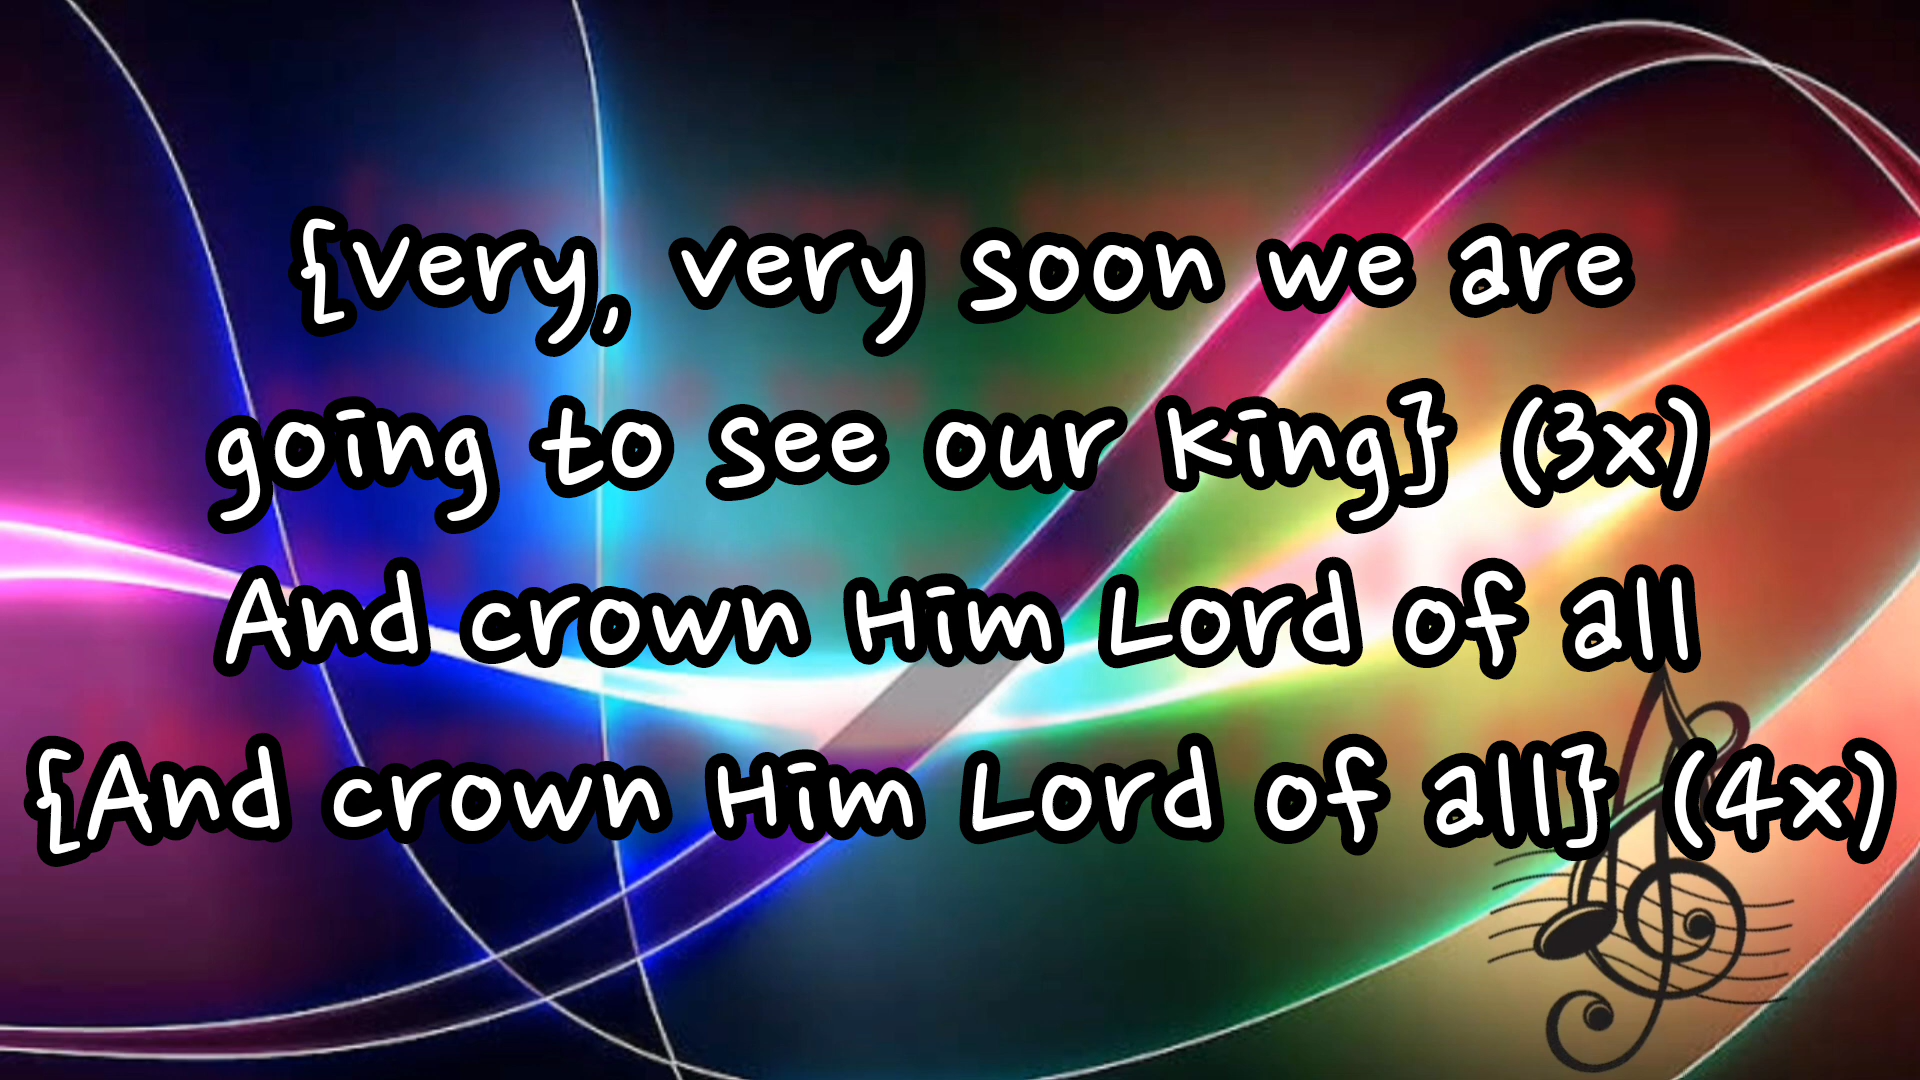 {very, very soon we are
going to see our King} (3x)
And crown Him Lord of all
{And crown Him Lord of all} (4x)